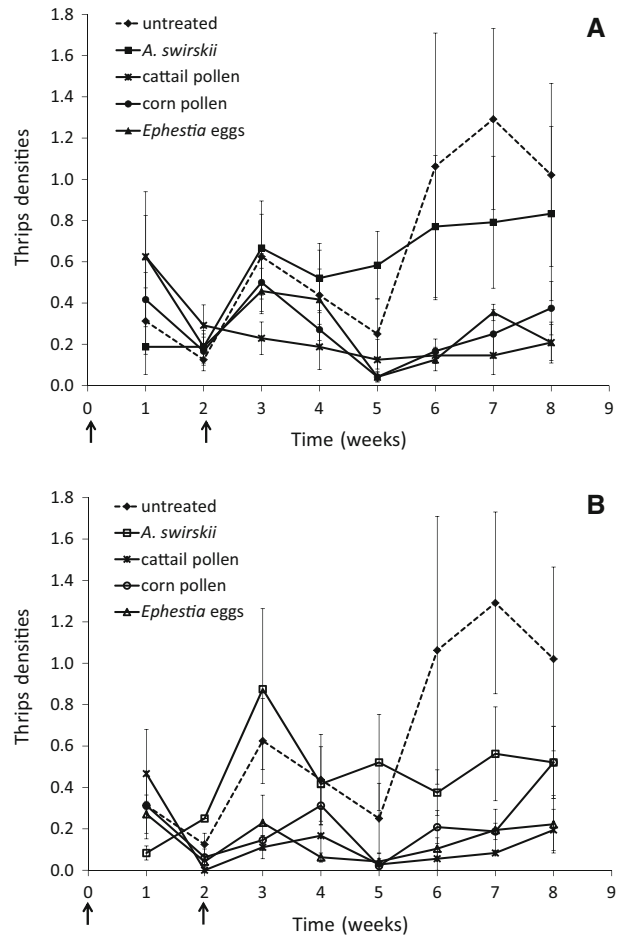 A
untreated
A. swirskii
cattail pollen
corn pollen
Ephestia eggs
Thrips densities
1.8
1.6
1.4
1.2
1.0
0.8
0.6
0.4
0.2
0.0
0 1 2 3 4 5 6 7 8 9
Time (weeks)
B
untreated
A. swirskii
cattail pollen
corn pollen
Ephestia eggs
Thrips densities
1.8
1.6
1.4
1.2
1.0
0.8
0.6
0.4
0.2
0.0
0 1 2 3 4 5 6 7 8 9
Time (weeks)